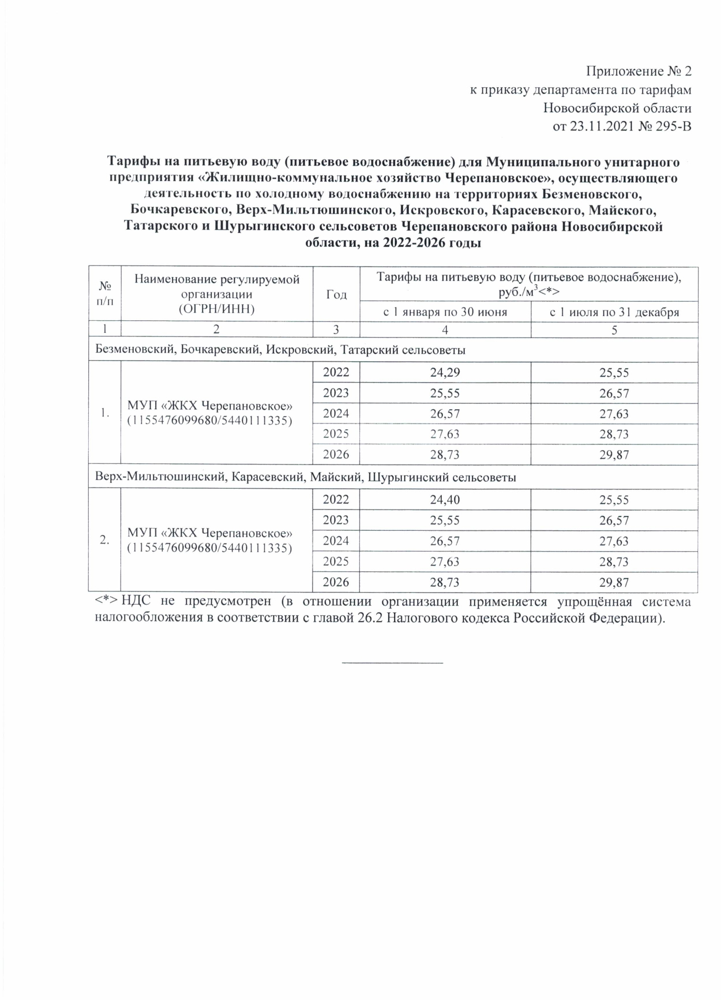 Приложение № 2
к приказу департамента по тарифам
Новосибирской области
от 23.11.2021 № 295-В
Тарифы на питьевую воду (питьевое водоснабжение) для Муниципального унитарного
предприятия «Жилищно-коммунальное хозяйство Черепановское», осуществляющего
деятельность по холодному водоснабжению на территориях Безменовского,
Бочкаревского, Верх-Мильтюшинского, Искровского, Карасевского, Майского,
Татарского и Шурыгинского сельсоветов Черепановского района Новосибирской
области, на 2022-2026 годы
№ п/п | Наименование регулируемой организации (ОГРН/ИНН) | Год | Тарифы на питьевую воду (питьевое водоснабжение), руб./м³<*>
с 1 января по 30 июня | с 1 июля по 31 декабря
1 | 2 | 3 | 4 | 5
Безменовский, Бочкаревский, Искровский, Татарский сельсоветы
1. | МУП «ЖКХ Черепановское» (1155476099680/5440111335) | 2022 | 24,29 | 25,55
2023 | 25,55 | 26,57
2024 | 26,57 | 27,63
2025 | 27,63 | 28,73
2026 | 28,73 | 29,87
Верх-Мильтюшинский, Карасевский, Майский, Шурыгинский сельсоветы
2. | МУП «ЖКХ Черепановское» (1155476099680/5440111335) | 2022 | 24,40 | 25,55
2023 | 25,55 | 26,57
2024 | 26,57 | 27,63
2025 | 27,63 | 28,73
2026 | 28,73 | 29,87
<*> НДС не предусмотрен (в отношении организации применяется упрощённая система
налогообложения в соответствии с главой 26.2 Налогового кодекса Российской Федерации).